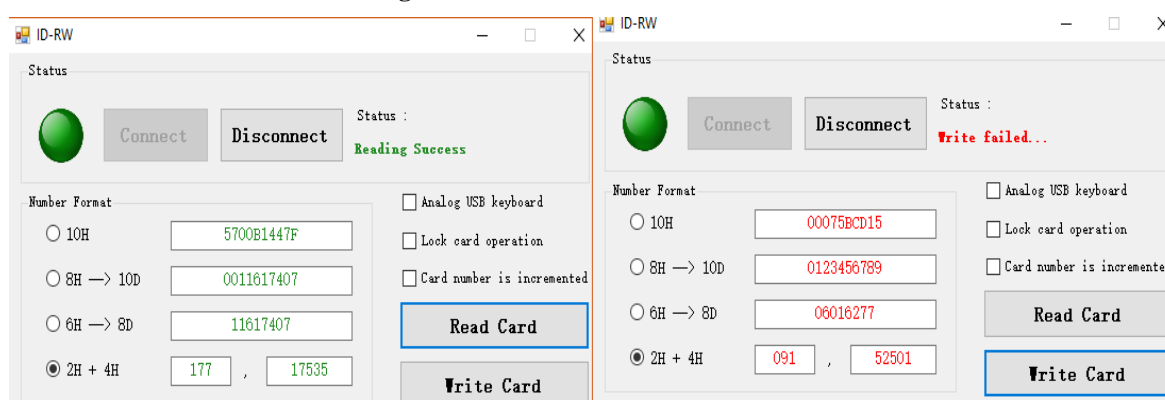 ID-RW
Status
Connect
Disconnect
Status :
Reading Success
Number Format
10H
5700B1447F
8H —> 10D
0011617407
6H —> 8D
11617407
2H + 4H
177 , 17535
Analog USB keyboard
Lock card operation
Card number is incremented
Read Card
Write Card
ID-RW
Status
Connect
Disconnect
Status :
Write failed...
Number Format
10H
00075BCD15
8H —> 10D
0123456789
6H —> 8D
06016277
2H + 4H
091 , 52501
Analog USB keyboard
Lock card operation
Card number is incremente
Read Card
Write Card